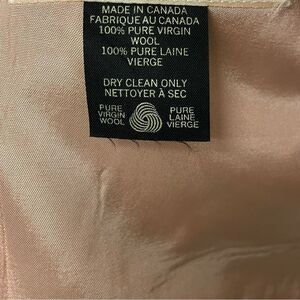 MADE IN CANADA
FABRIQUE AU CANADA
100% PURE VIRGIN
WOOL
100% PURE LAINE
VIERGE
DRY CLEAN ONLY
NETTOYER À SEC
PURE
VIRGIN
WOOL
PURE
LAINE
VIERGE